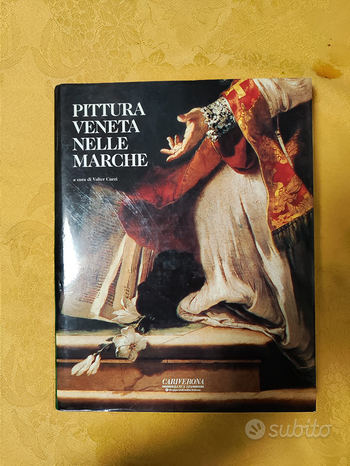 PITTURA
VENETA
NELLE
MARCHE
a cura di Valter Curzi
CARIVERONA
subito